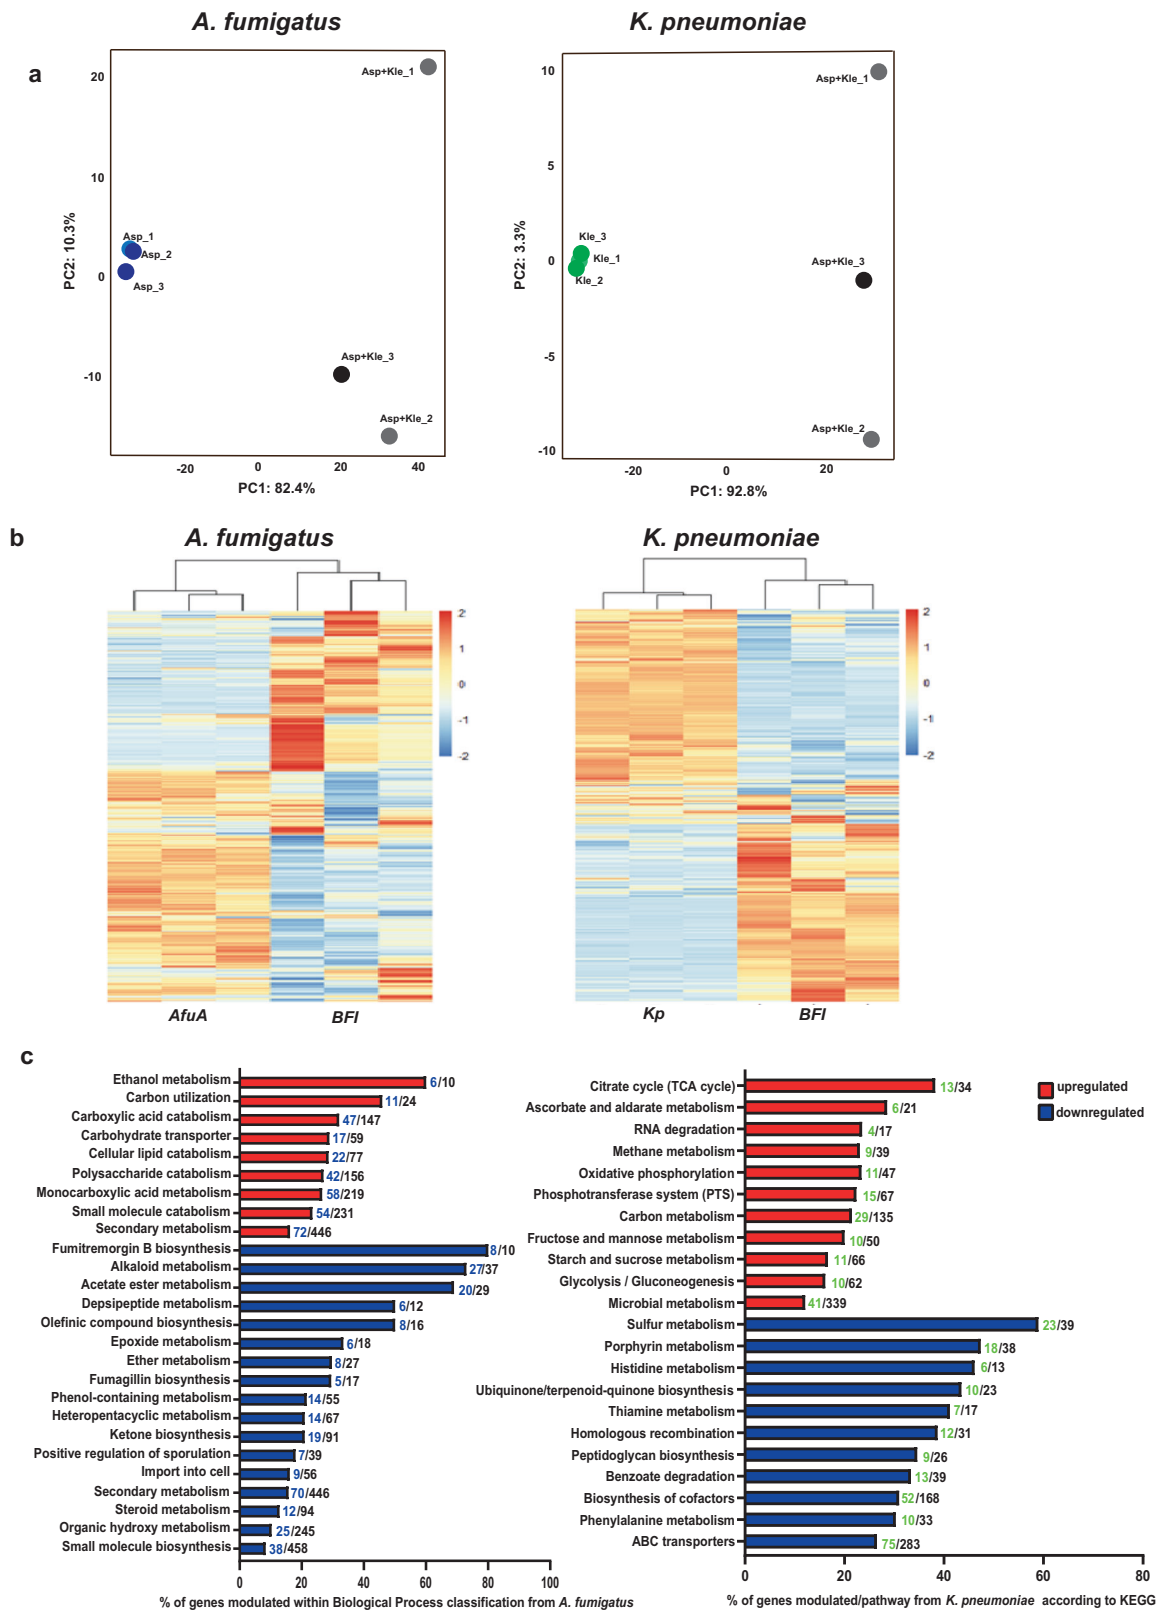 A. fumigatus
K. pneumoniae
a
20
10
0
-10
-20
0
20
40
PC2: 10.3%
PC1: 82.4%
Asp+Kle_1
Asp_1
Asp_2
Asp_3
Asp+Kle_3
Asp+Kle_2
10
5
0
-5
-10
-20
0
20
PC2: 3.3%
PC1: 92.8%
Asp+Kle_1
Kle_3
Kle_1
Kle_2
Asp+Kle_3
Asp+Kle_2
b
A. fumigatus
K. pneumoniae
2
1
0
-1
-2
AfuA
BFI
2
1
0
-1
-2
Kp
BFI
c
Ethanol metabolism 6/10
Carbon utilization 11/24
Carboxylic acid catabolism 47/147
Carbohydrate transporter 17/59
Cellular lipid catabolism 22/77
Polysaccharide catabolism 42/156
Monocarboxylic acid metabolism 58/219
Small molecule catabolism 54/231
Secondary metabolism 72/446
Fumitremorgin B biosynthesis 8/10
Alkaloid metabolism 27/37
Acetate ester metabolism 20/29
Depsipeptide metabolism 6/12
Olefinic compound biosynthesis 8/16
Epoxide metabolism 6/18
Ether metabolism 8/27
Fumagillin biosynthesis 5/17
Phenol-containing metabolism 14/55
Heteropentacyclic metabolism 14/67
Ketone biosynthesis 19/91
Positive regulation of sporulation 7/39
Import into cell 9/56
Secondary metabolism 70/446
Steroid metabolism 12/94
Organic hydroxy metabolism 25/245
Small molecule biosynthesis 38/458
0 20 40 60 80 100
% of genes modulated within Biological Process classification from A. fumigatus
Citrate cycle (TCA cycle) 13/34
Ascorbate and aldarate metabolism 6/21
RNA degradation 4/17
Methane metabolism 9/39
Oxidative phosphorylation 11/47
Phosphotransferase system (PTS) 15/67
Carbon metabolism 29/135
Fructose and mannose metabolism 10/50
Starch and sucrose metabolism 11/66
Glycolysis / Gluconeogenesis 10/62
Microbial metabolism 41/339
Sulfur metabolism 23/39
Porphyrin metabolism 18/38
Histidine metabolism 6/13
Ubiquinone/terpenoid-quinone biosynthesis 10/23
Thiamine metabolism 7/17
Homologous recombination 12/31
Peptidoglycan biosynthesis 9/26
Benzoate degradation 13/39
Biosynthesis of cofactors 52/168
Phenylalanine metabolism 10/33
ABC transporters 75/283
0 20 40 60 80
% of genes modulated/pathway from K. pneumoniae according to KEGG
upregulated
downregulated